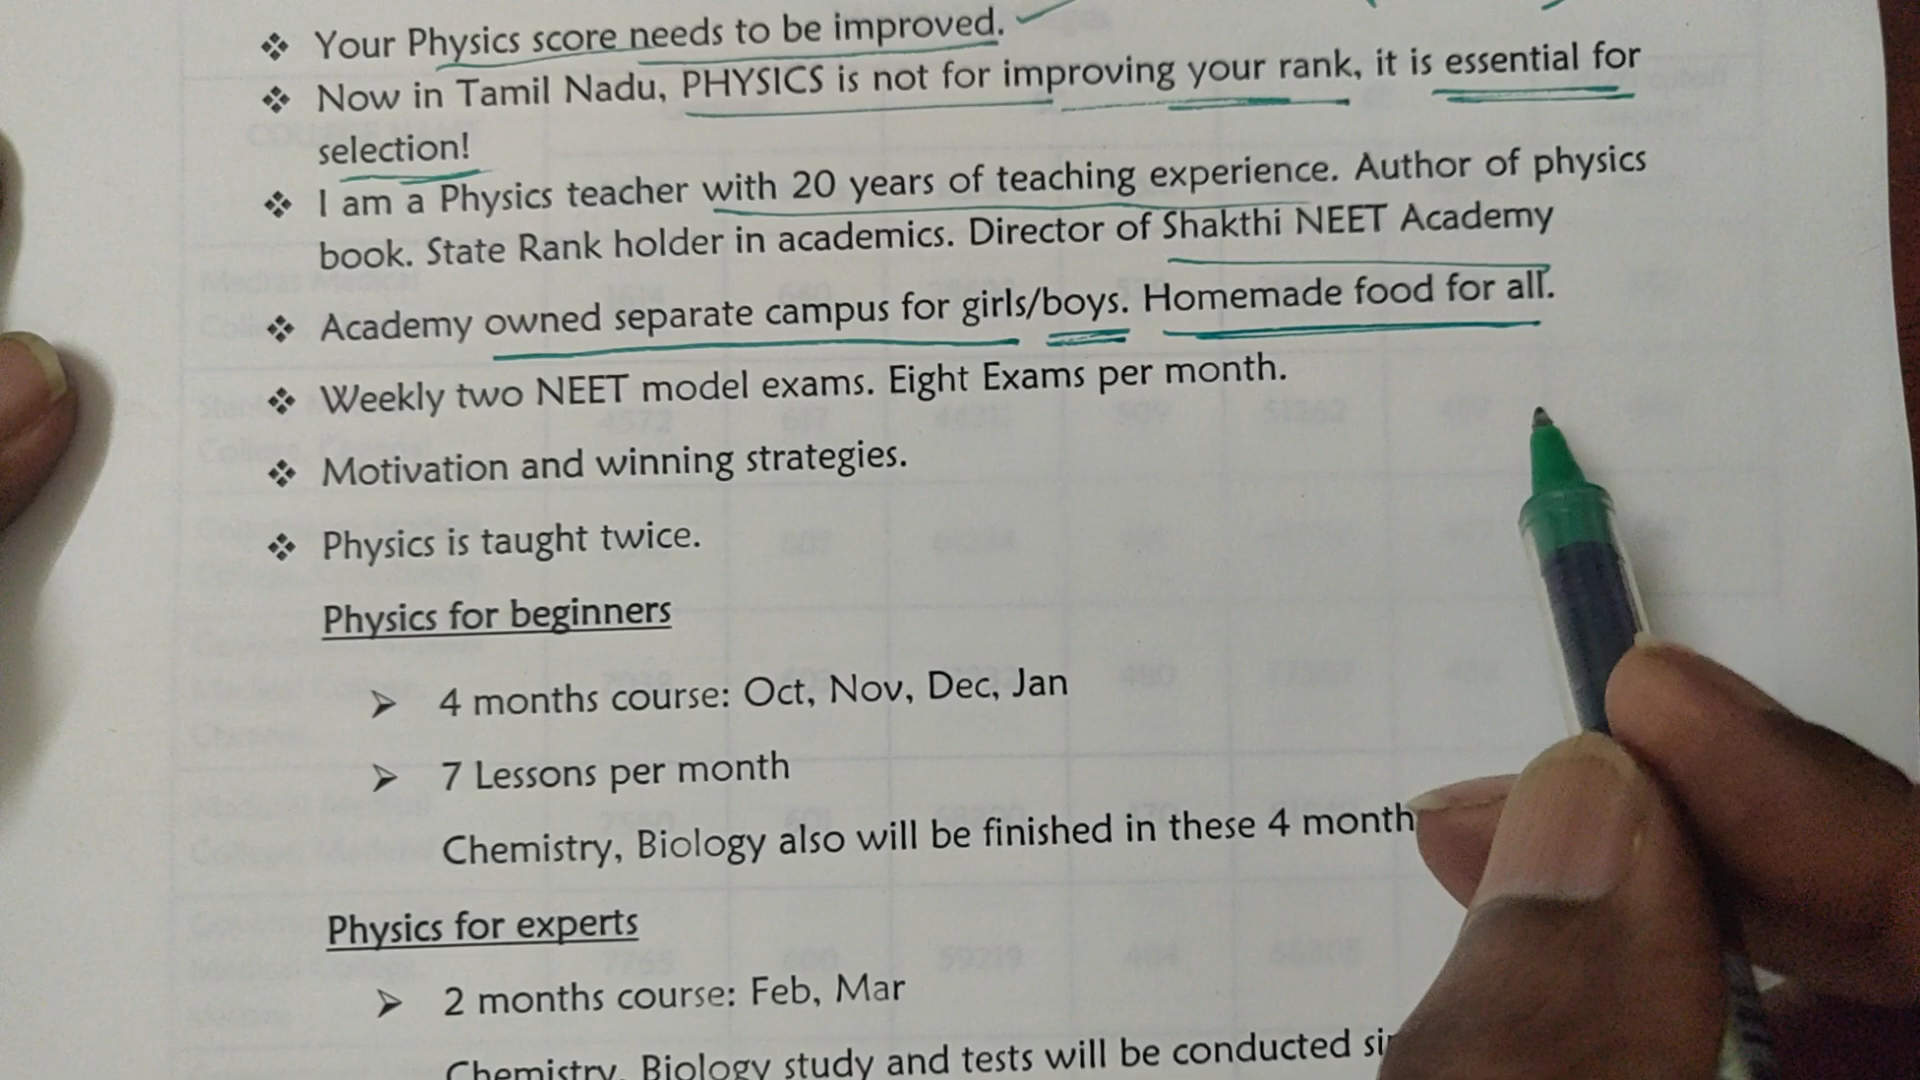 ❖ Your Physics score needs to be improved.
❖ Now in Tamil Nadu, PHYSICS is not for improving your rank, it is essential for
selection!
❖ I am a Physics teacher with 20 years of teaching experience. Author of physics
book. State Rank holder in academics. Director of Shakthi NEET Academy
❖ Academy owned separate campus for girls/boys. Homemade food for all.
❖ Weekly two NEET model exams. Eight Exams per month.
❖ Motivation and winning strategies.
❖ Physics is taught twice.
Physics for beginners
➢ 4 months course: Oct, Nov, Dec, Jan
➢ 7 Lessons per month
Chemistry, Biology also will be finished in these 4 month
Physics for experts
➢ 2 months course: Feb, Mar
Chemistry, Biology study and tests will be conducted